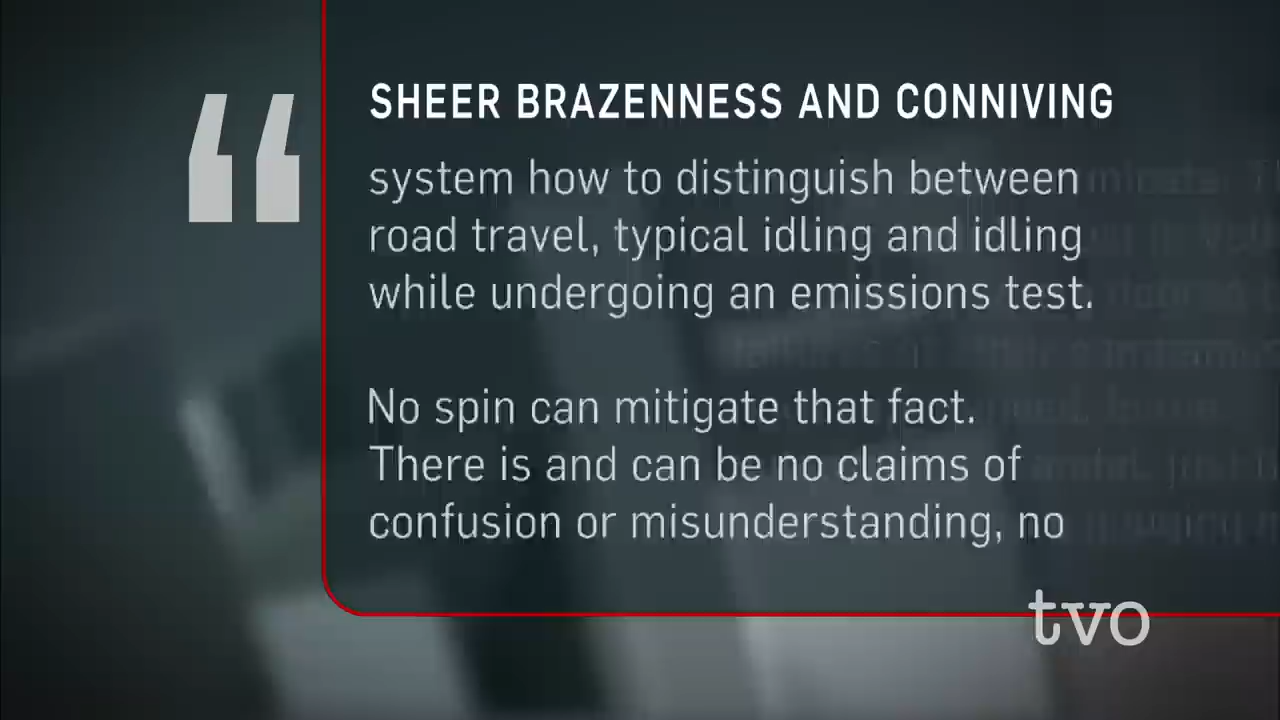 “
SHEER BRAZENNESS AND CONNIVING
system how to distinguish between
road travel, typical idling and idling
while undergoing an emissions test.
No spin can mitigate that fact.
There is and can be no claims of
confusion or misunderstanding, no
tvo